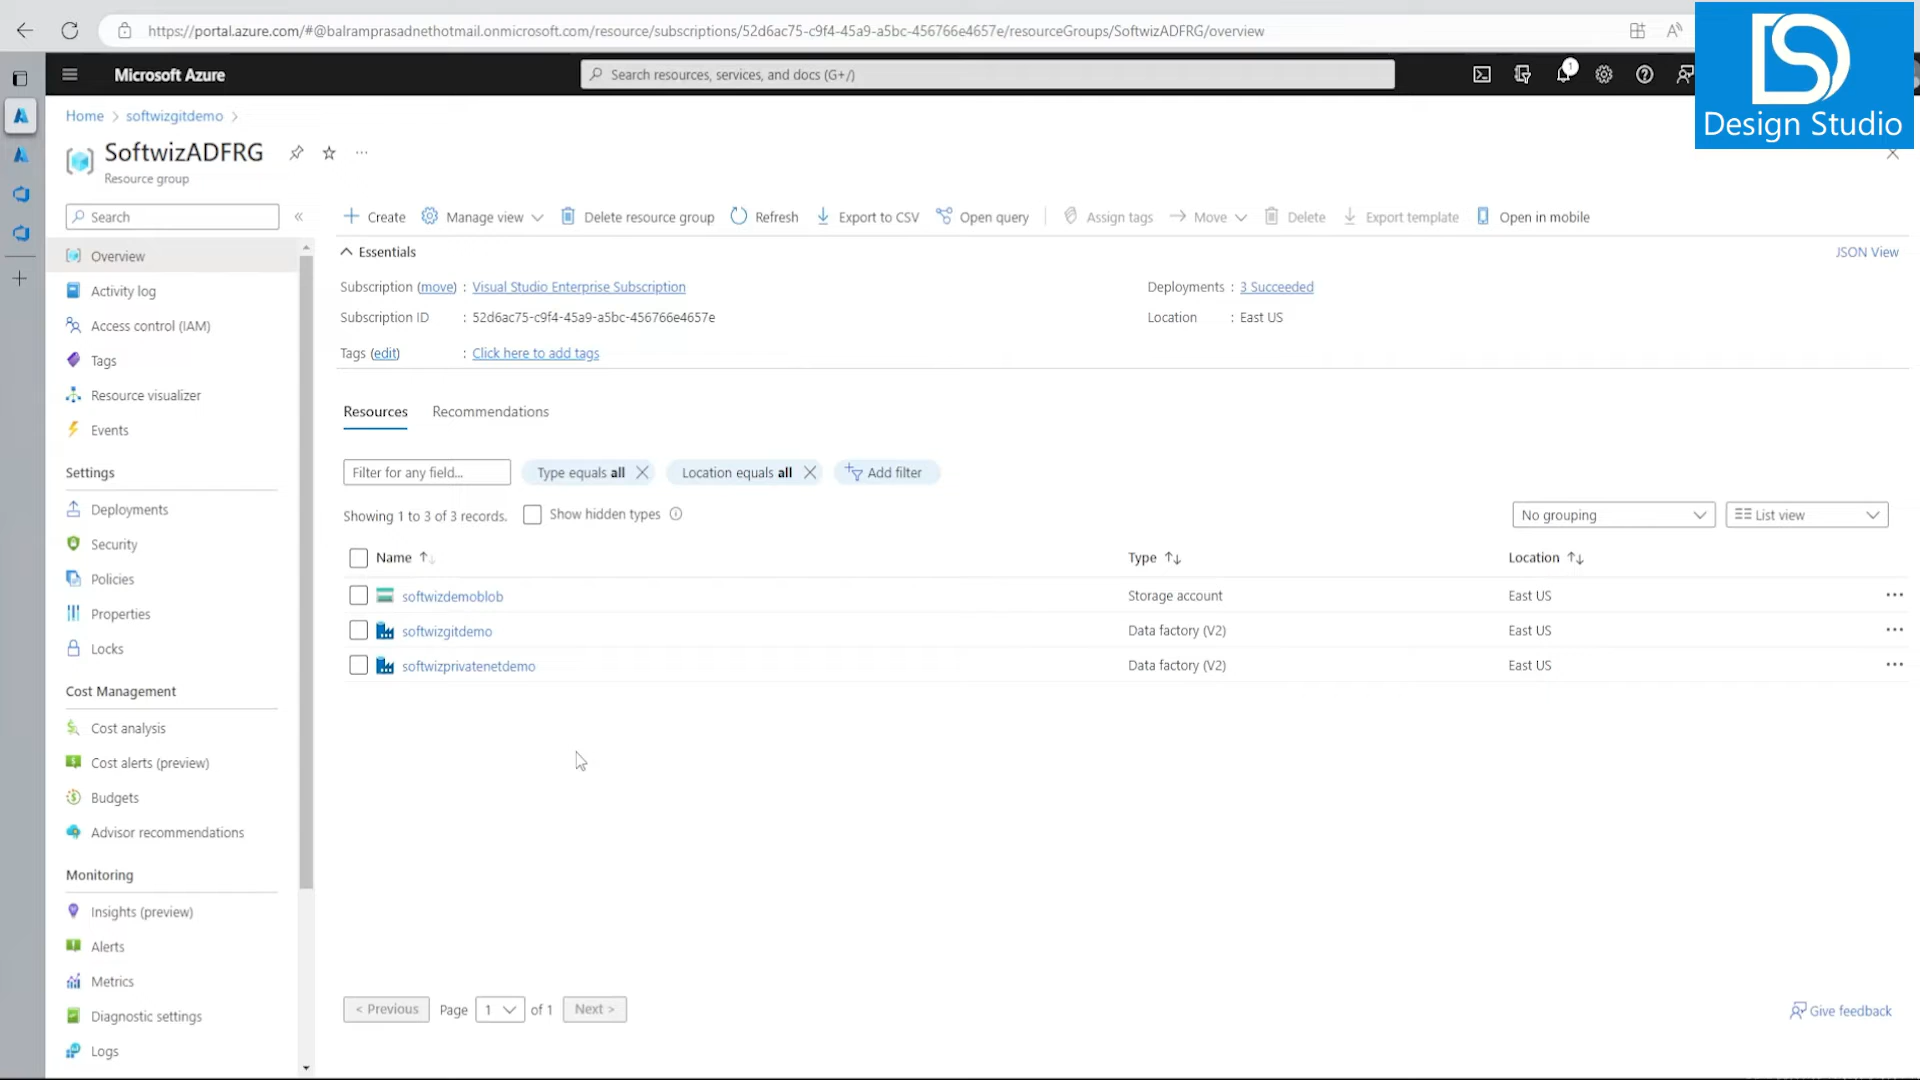 https://portal.azure.com/#@balramprasadnethotmail.onmicrosoft.com/resource/subscriptions/52d6ac75-c9f4-45a9-a5bc-456766e4657e/resourceGroups/SoftwizADFRG/overview
Microsoft Azure
Search resources, services, and docs (G+/)
1
Design Studio
Home > softwizgitdemo >
SoftwizADFRG
Resource group
Search
Create
Manage view
Delete resource group
Refresh
Export to CSV
Open query
Assign tags
Move
Delete
Export template
Open in mobile
Overview
Activity log
Access control (IAM)
Tags
Resource visualizer
Events
Settings
Deployments
Security
Policies
Properties
Locks
Cost Management
Cost analysis
Cost alerts (preview)
Budgets
Advisor recommendations
Monitoring
Insights (preview)
Alerts
Metrics
Diagnostic settings
Logs
Essentials
JSON View
Subscription (move) : Visual Studio Enterprise Subscription
Deployments : 3 Succeeded
Subscription ID : 52d6ac75-c9f4-45a9-a5bc-456766e4657e
Location : East US
Tags (edit) : Click here to add tags
Resources
Recommendations
Filter for any field...
Type equals all
Location equals all
Add filter
Showing 1 to 3 of 3 records.
Show hidden types
No grouping
List view
Name
Type
Location
softwizdemoblob
Storage account
East US
softwizgitdemo
Data factory (V2)
East US
softwizprivatenetdemo
Data factory (V2)
East US
< Previous
Page 1 of 1
Next >
Give feedback